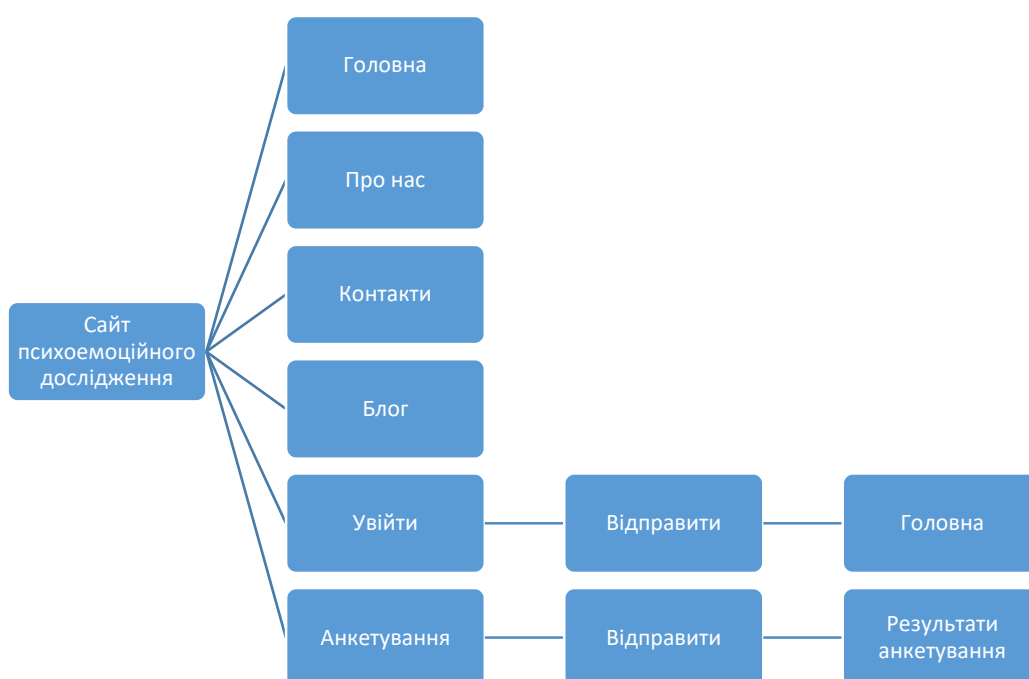 Головна
Про нас
Контакти
Сайт
психоемоційного
дослідження
Блог
Увійти
Відправити
Головна
Анкетування
Відправити
Результати
анкетування